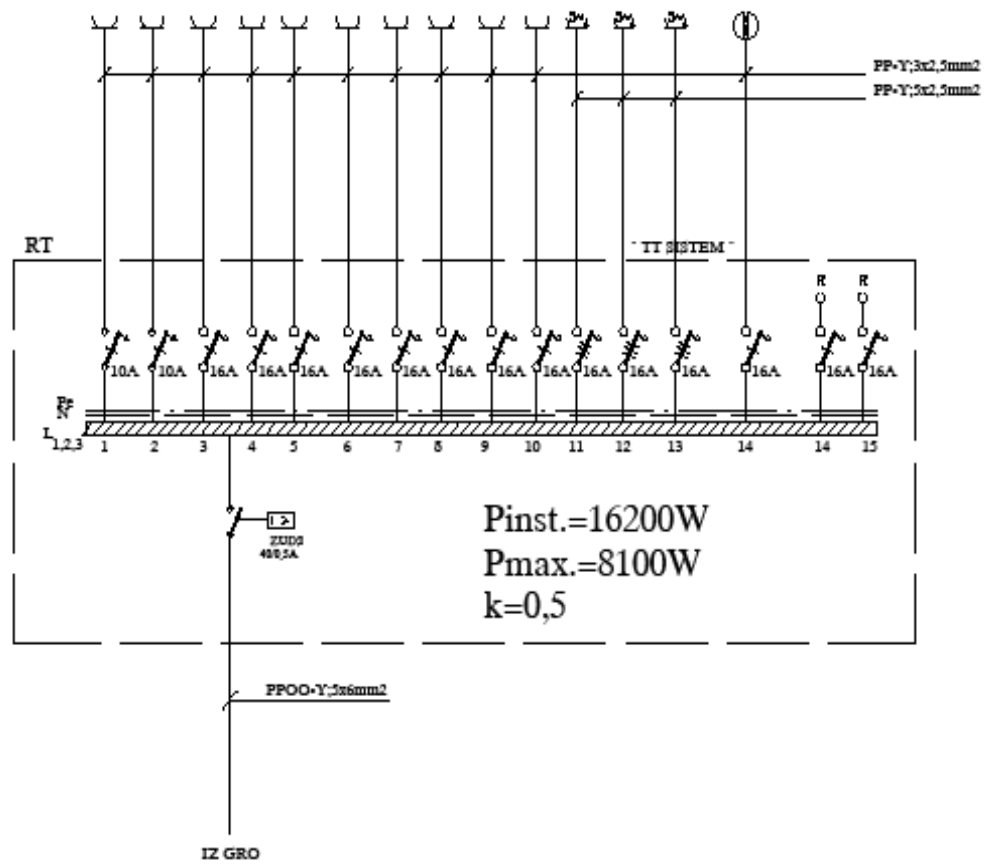 PP-Y;3x2,5mm2
PP-Y;5x2,5mm2
RT
TT SISTEM
R R
10A 10A 16A 16A 16A 16A 16A 16A 16A 16A 16A 16A 16A 16A 16A 16A
Pe
N
L 1,2,3
1 2 3 4 5 6 7 8 9 10 11 12 13 14 14 15
ZUDS
40/0,5A
Pinst.=16200W
Pmax.=8100W
k=0,5
PPOO-Y;5x6mm2
IZ GRO